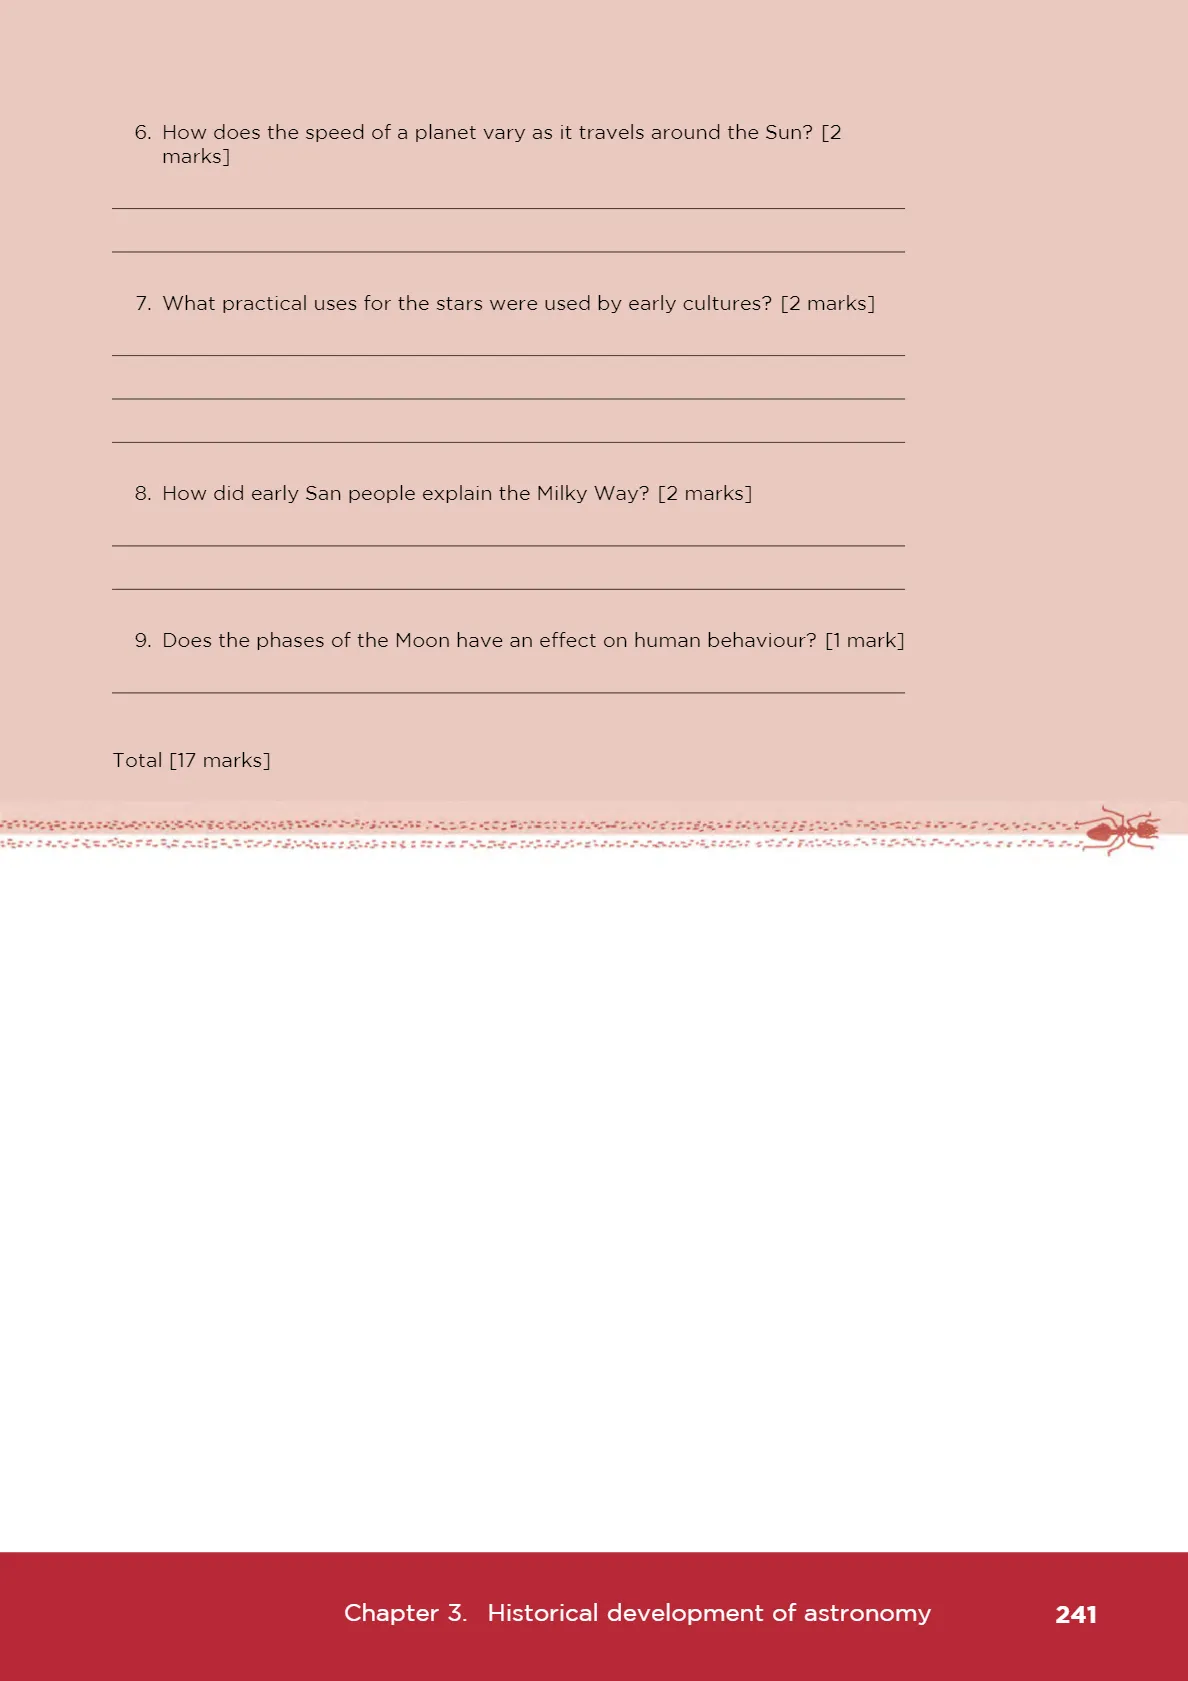 6. How does the speed of a planet vary as it travels around the Sun? [2
marks]
7. What practical uses for the stars were used by early cultures? [2 marks]
8. How did early San people explain the Milky Way? [2 marks]
9. Does the phases of the Moon have an effect on human behaviour? [1 mark]
Total [17 marks]
Chapter 3. Historical development of astronomy 241